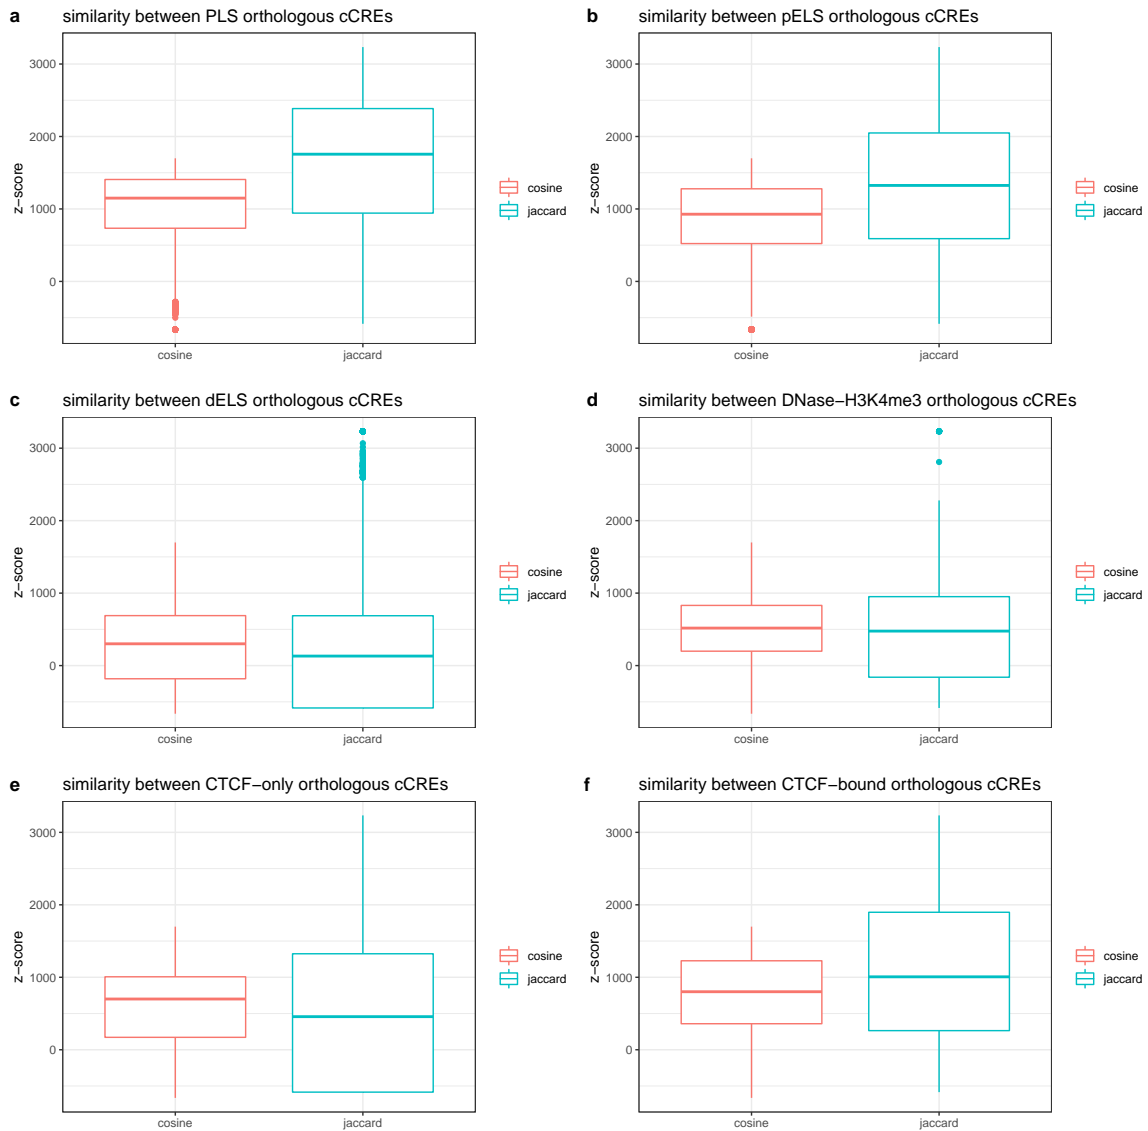 a similarity between PLS orthologous cCREs
z−score
3000
2000
1000
0
cosine
jaccard
cosine
jaccard
b similarity between pELS orthologous cCREs
z−score
3000
2000
1000
0
cosine
jaccard
cosine
jaccard
c similarity between dELS orthologous cCREs
z−score
3000
2000
1000
0
cosine
jaccard
cosine
jaccard
d similarity between DNase−H3K4me3 orthologous cCREs
z−score
3000
2000
1000
0
cosine
jaccard
cosine
jaccard
e similarity between CTCF−only orthologous cCREs
z−score
3000
2000
1000
0
cosine
jaccard
cosine
jaccard
f similarity between CTCF−bound orthologous cCREs
z−score
3000
2000
1000
0
cosine
jaccard
cosine
jaccard